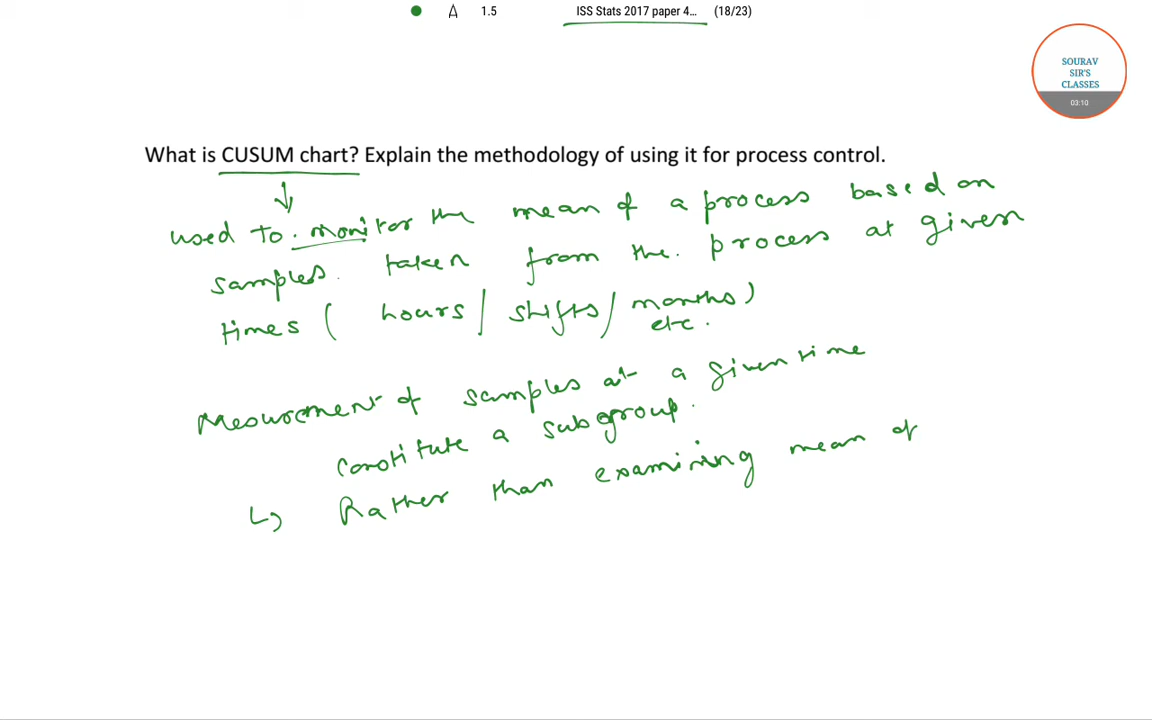 1.5 ISS Stats 2017 paper 4... (18/23)
SOURAV
SIR'S
CLASSES
03:10
What is CUSUM chart? Explain the methodology of using it for process control.
used to monitor the mean of a process based on
samples taken from the process at given
times ( hours / shifts / months )
etc.
Measurement of samples at a given time
constitute a subgroup.
Rather than examining mean of